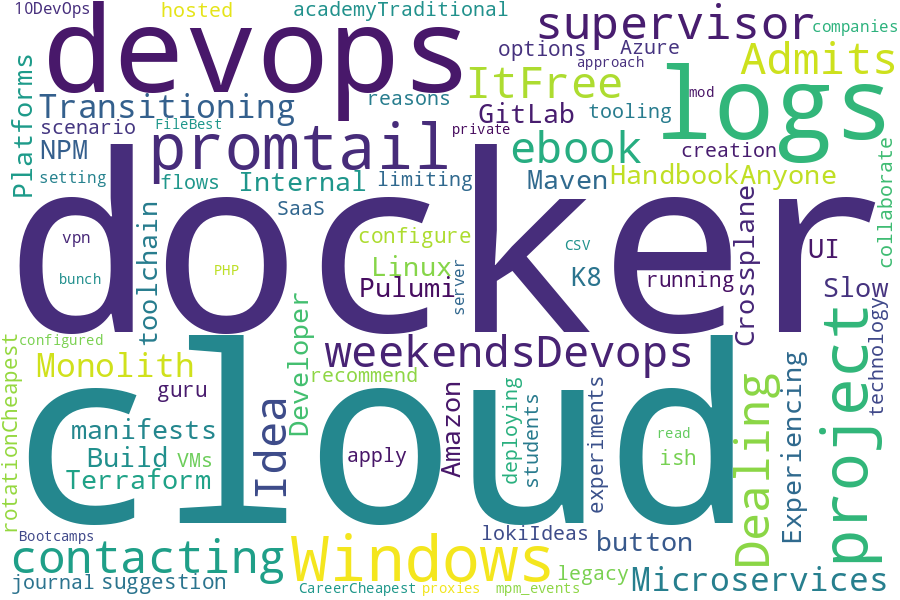 10DevOps
hosted
academyTraditional
devops
supervisor
companies
options
Azure
approach
Admits
Platforms
ItFree
logs
Transitioning
reasons
mod
GitLab
tooling
scenario
FileBest
private
promtail
NPM
ebook
creation
collaborate
setting
flows
Internal
limiting
Maven
HandbookAnyone
docker
toolchain
SaaS
Crossplane
vpn
configure
CSV
UI
bunch
PHP
Linux
server
K8
running
Pulumi
Slow
technology
configured
Developer
weekendsDevops
project
rotationCheapest
Monolith
recommend
guru
Idea
Amazon
deploying
students
experiments
Dealing
Experiencing
cloud
manifests
read
Build
VMs
apply
ish
Terraform
Bootcamps
lokiIdeas
button
contacting
Windows
legacy
Microservices
journal
suggestion
CareerCheapest
proxies
mpm_events